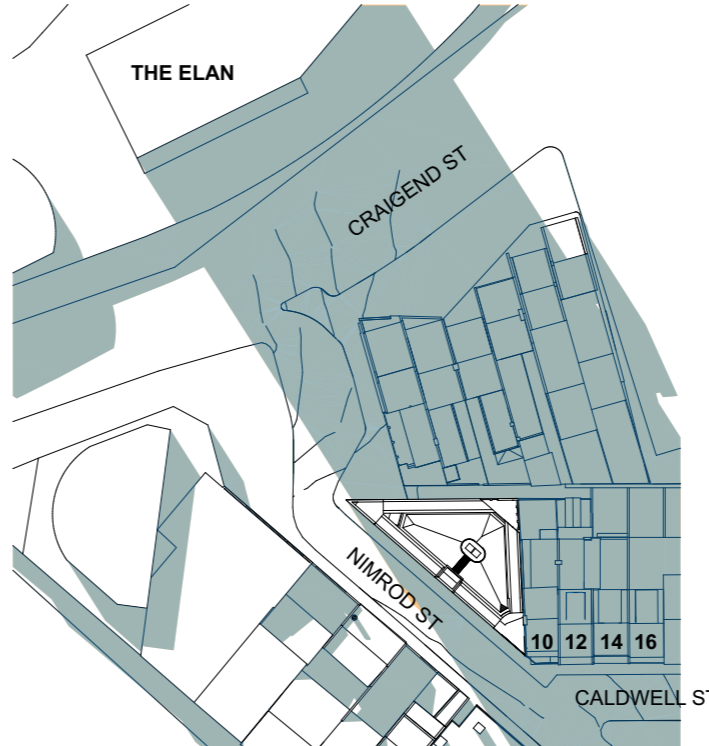 THE ELAN
CRAIGEND ST
NIMROD ST
10 12 14 16
CALDWELL ST